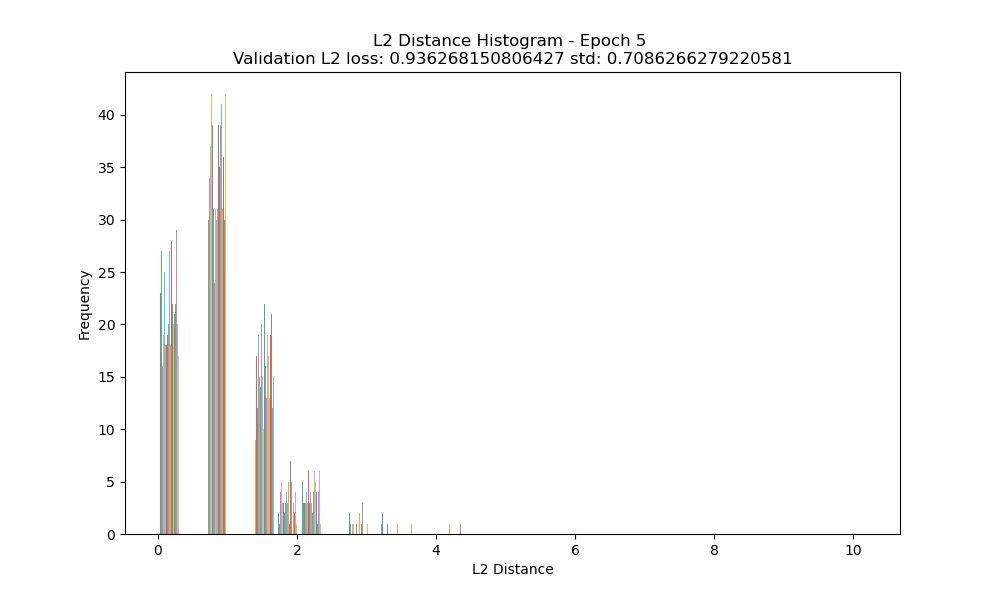 L2 Distance Histogram - Epoch 5
Validation L2 loss: 0.936268150806427 std: 0.7086266279220581
Frequency
40
35
30
25
20
15
10
5
0
0 2 4 6 8 10
L2 Distance